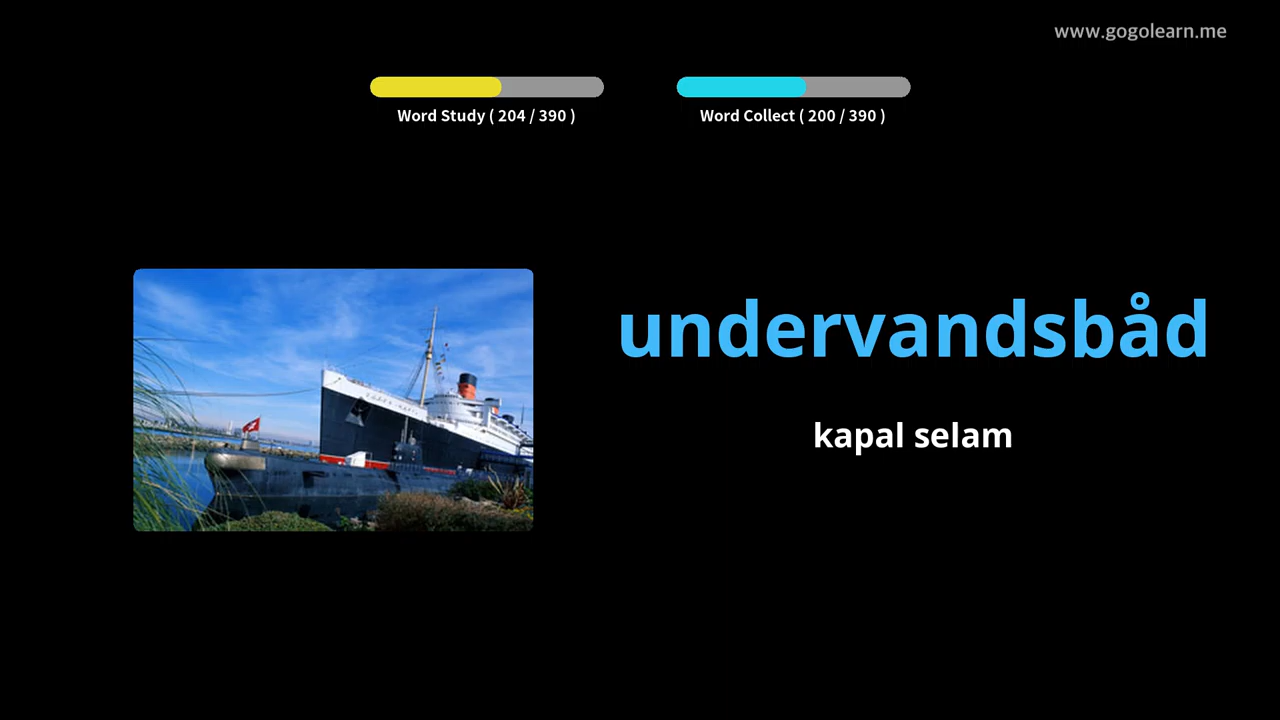 www.gogolearn.me
Word Study ( 204 / 390 )
Word Collect ( 200 / 390 )
undervandsbåd
kapal selam